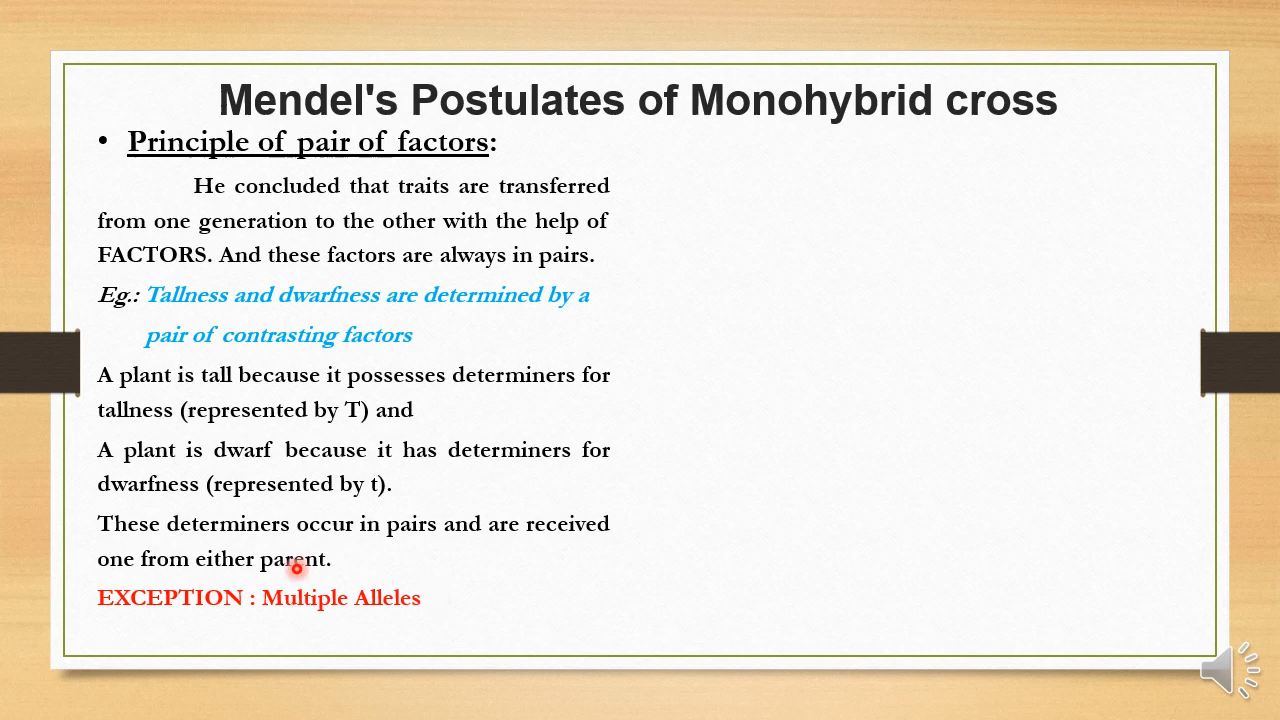 Mendel's Postulates of Monohybrid cross
• Principle of pair of factors:
He concluded that traits are transferred
from one generation to the other with the help of
FACTORS. And these factors are always in pairs.
Eg.: Tallness and dwarfness are determined by a
pair of contrasting factors
A plant is tall because it possesses determiners for
tallness (represented by T) and
A plant is dwarf because it has determiners for
dwarfness (represented by t).
These determiners occur in pairs and are received
one from either parent.
EXCEPTION : Multiple Alleles